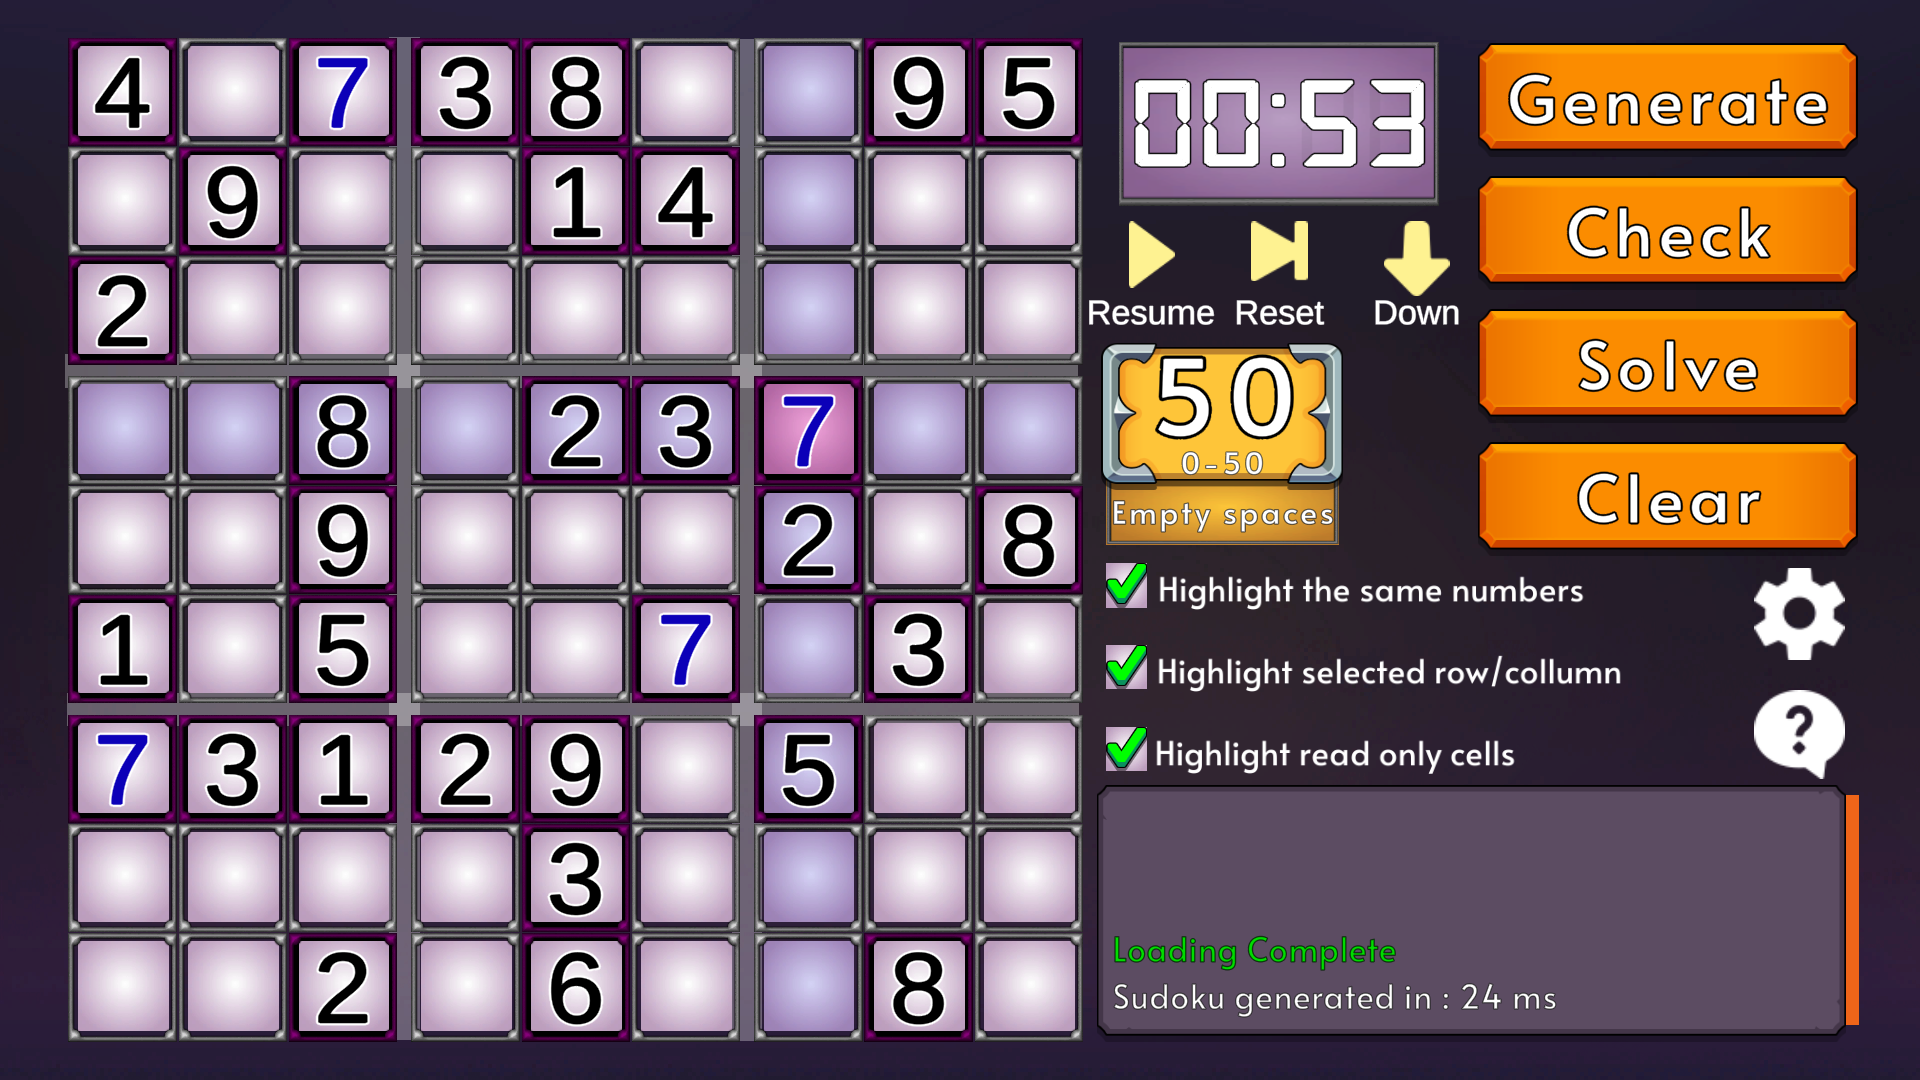 4 7 3 8 9 5
9 1 4
2
8 2 3 7
9 2 8
1 5 7 3
7 3 1 2 9 5
3
2 6 8
00:53
Resume Reset Down
50
0-50
Empty spaces
Generate
Check
Solve
Clear
Highlight the same numbers
Highlight selected row/collumn
Highlight read only cells
?
Loading Complete
Sudoku generated in : 24 ms